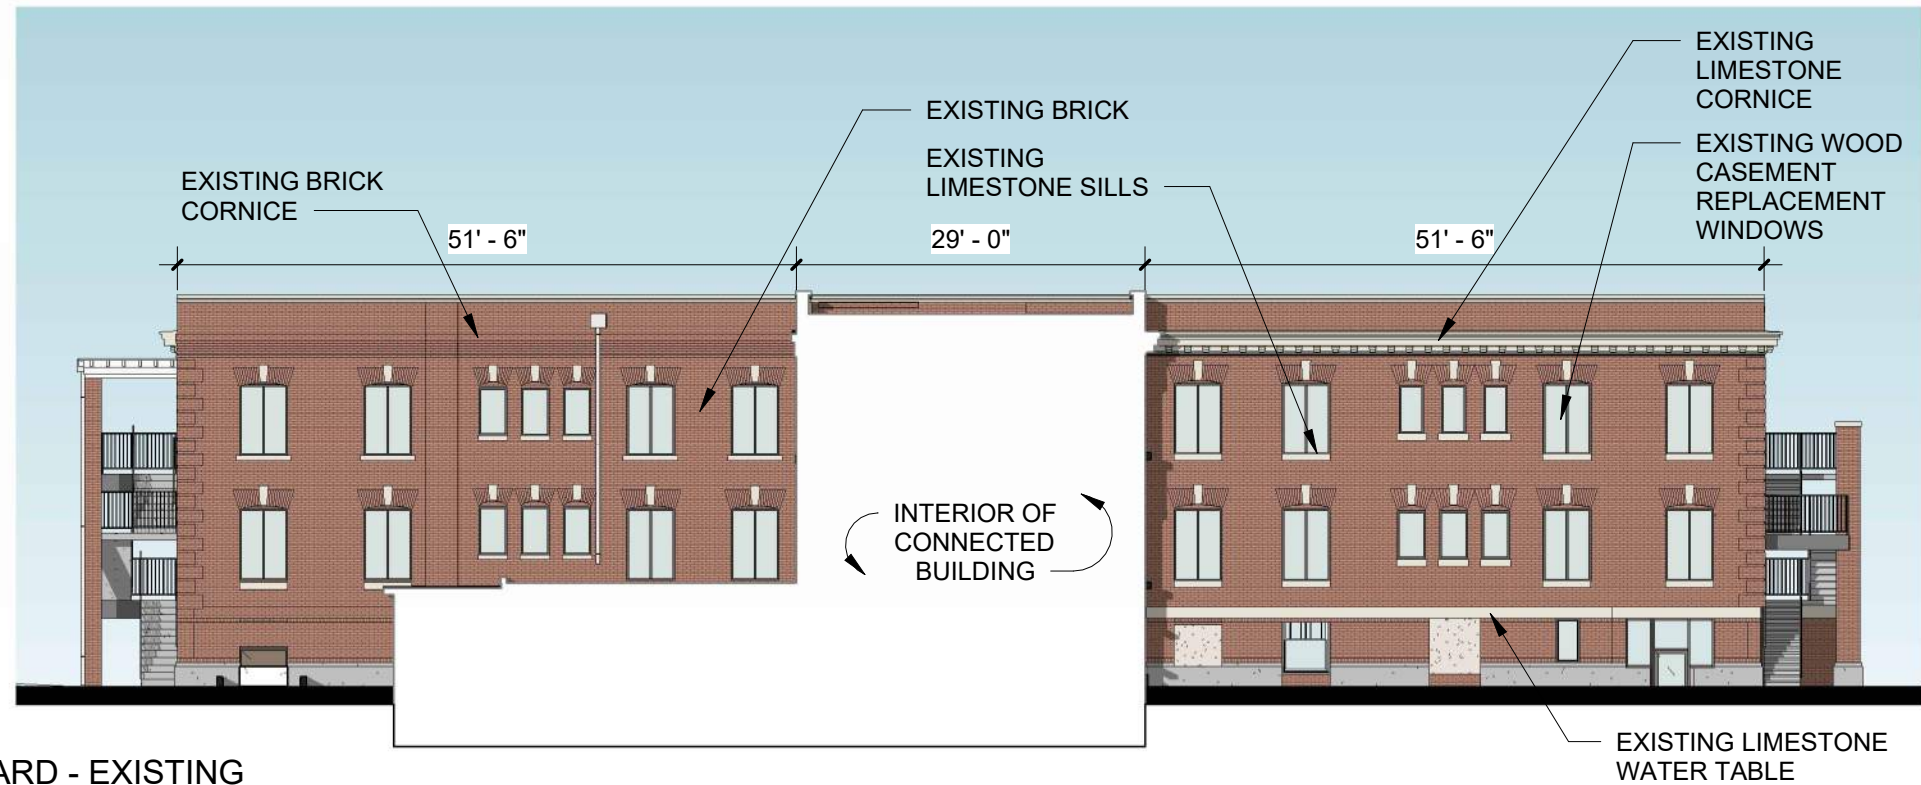 EXISTING
LIMESTONE
CORNICE
EXISTING BRICK
EXISTING WOOD
CASEMENT
REPLACEMENT
WINDOWS
EXISTING
LIMESTONE SILLS
EXISTING BRICK
CORNICE
51' - 6"
29' - 0"
51' - 6"
INTERIOR OF
CONNECTED
BUILDING
EXISTING LIMESTONE
WATER TABLE
ARD - EXISTING